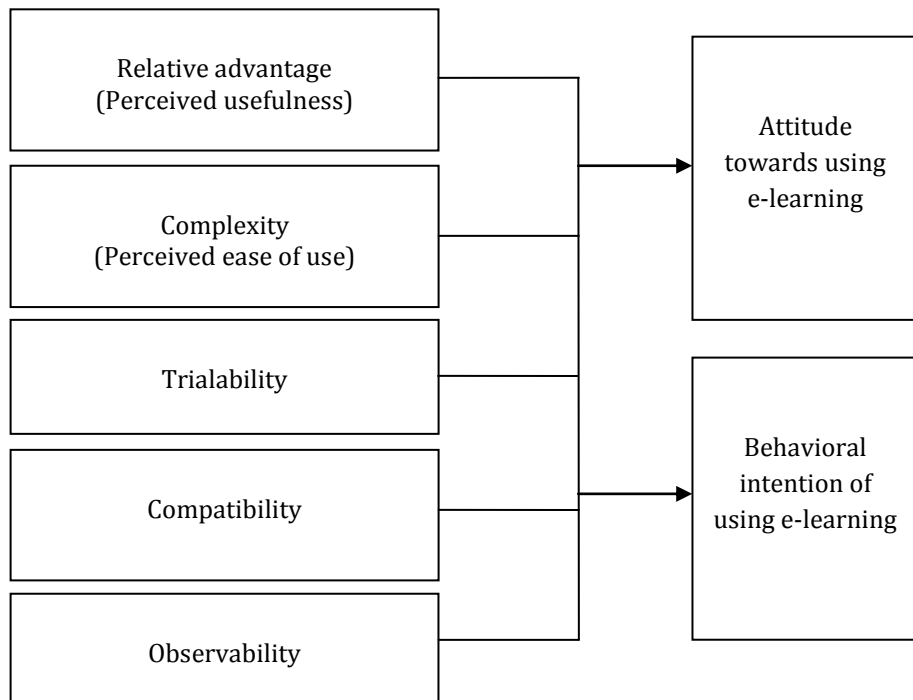 Relative advantage
(Perceived usefulness)
Complexity
(Perceived ease of use)
Trialability
Compatibility
Observability
Attitude
towards using
e-learning
Behavioral
intention of
using e-learning